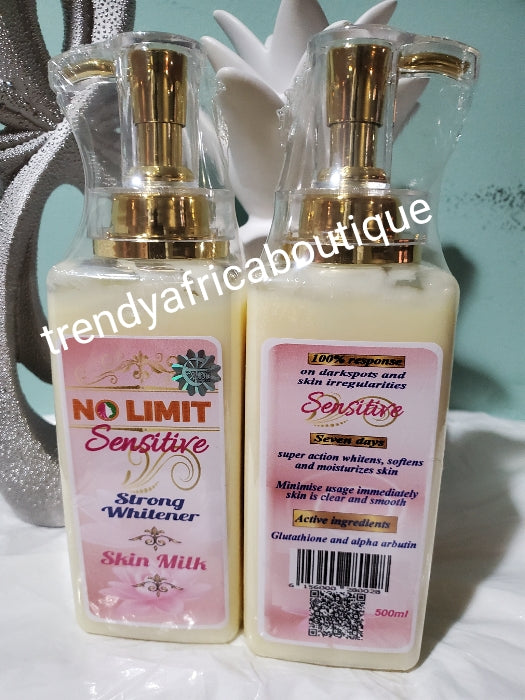 trendyafricaboutique
NO LIMIT
Sensitive
Strong
Whitener
Skin Milk
100% response
on darkspots and
skin irregularities
Sensitive
Seven days
super action whitens, softens
and moisturizes skin
Minimise usage immediately
skin is clear and smooth
Active ingredients
Glutathione and alpha arbutin
500ml